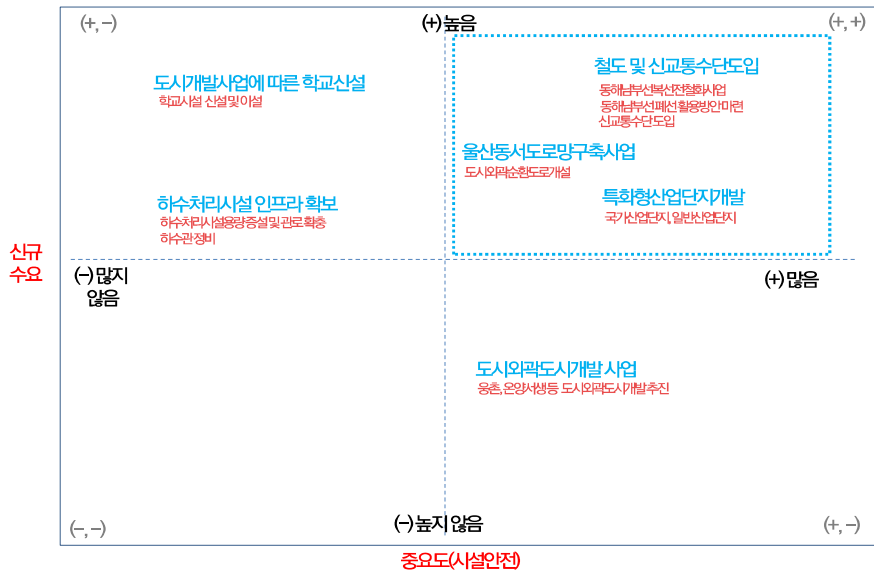 (+, -)
(+) 높음
(+, +)
도시개발사업에 따른 학교신설
학교시설 신설 및 이설
철도 및 신교통수단도입
동해남부선복선전철화사업
동해남부선 폐선 활용방안 마련
신교통수단 도입
울산동서도로망구축사업
도시외곽순환도로개설
하수처리시설 인프라 확보
하수처리시설용량 증설 및 관로 확충
하수관 정비
특화형산업단지개발
국가산업단지, 일반산업단지
신규
수요
(-) 많지
않음
(+) 많음
도시외곽도시개발 사업
웅촌, 온양 서생 등 도시외곽도시개발 추진
(-, -)
(-) 높지 않음
(+, -)
중요도(시설안전)